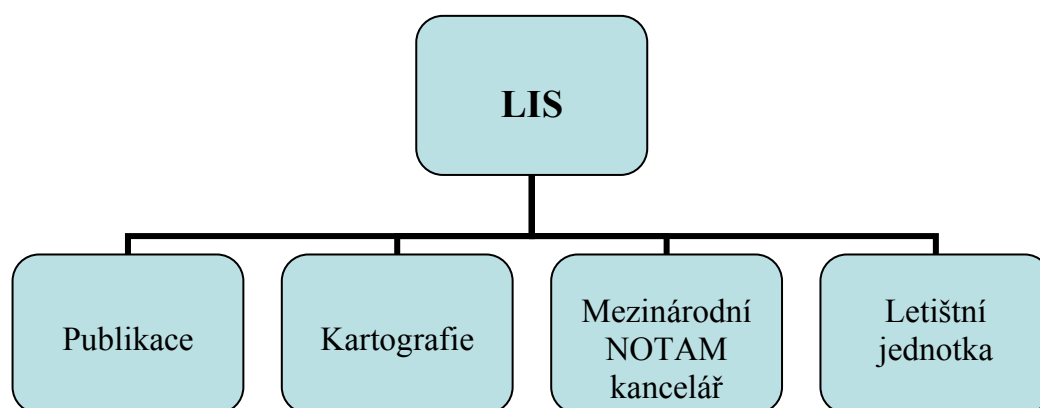 LIS
Publikace
Kartografie
Mezinárodní
NOTAM
kancelář
Letištní
jednotka